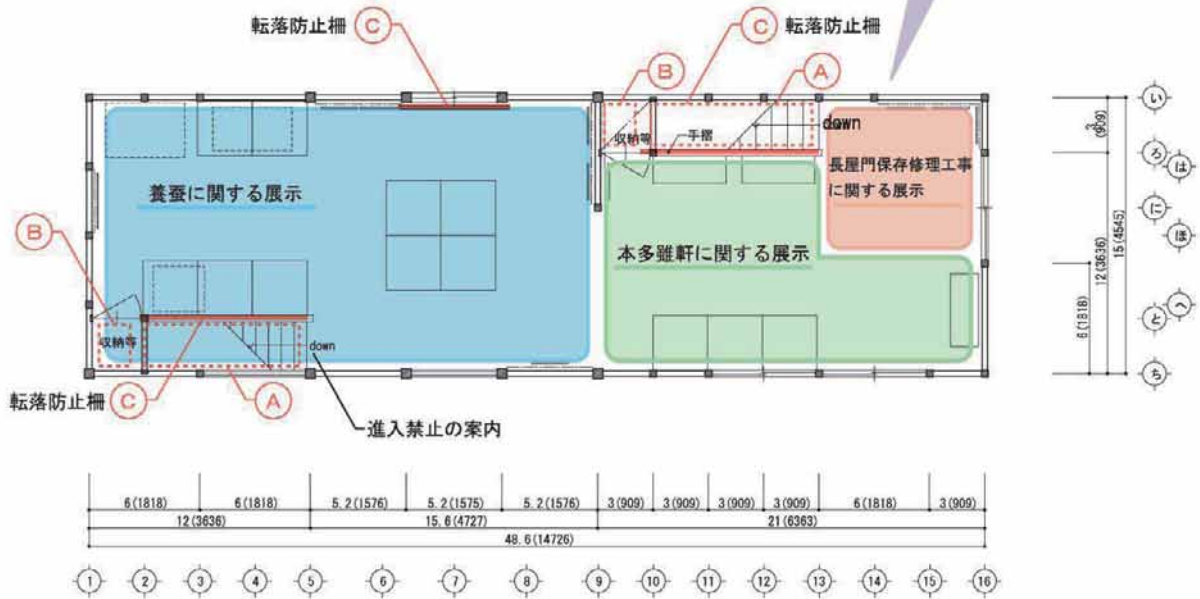 転落防止柵 C
C 転落防止柵
B
A
収納等
手摺
down
長屋門保存修理工事
に関する展示
養蚕に関する展示
本多雖軒に関する展示
B
収納等
down
転落防止柵 C
A
進入禁止の案内
い
ろ
は
に
ほ
へ
と
ち
3
(909)
6 (1818)
12 (3636)
15 (4545)
6 (1818) 6 (1818) 5.2 (1576) 5.2 (1575) 5.2 (1576) 3 (909) 3 (909) 3 (909) 3 (909) 6 (1818) 3 (909)
12 (3636) 15.6 (4727) 21 (6363)
48.6 (14726)
1 2 3 4 5 6 7 8 9 10 11 12 13 14 15 16